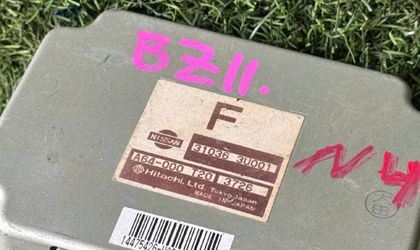 BZ11.
F
NISSAN
31036 3U001
A64-000 T20 3726
Hitachi, Ltd. Tokyo Japan
MADE IN JAPAN
N4